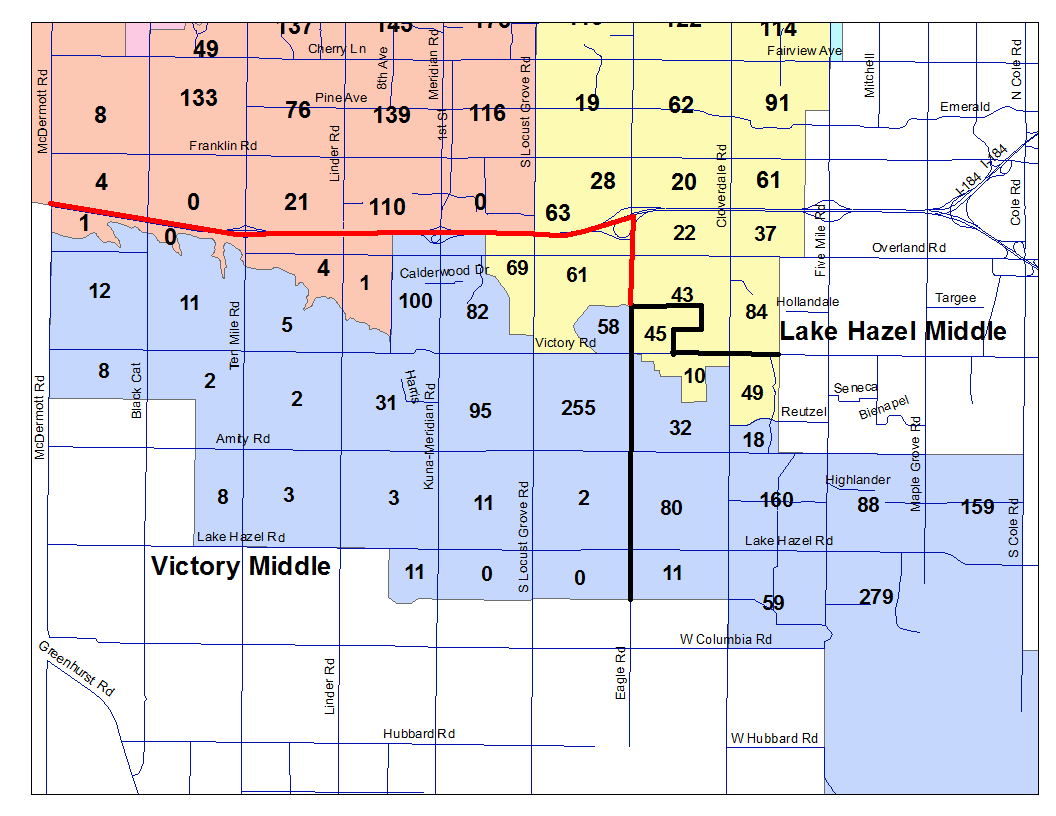 137
145
114
49
Cherry Ln
8th Ave
Meridian Rd
Fairview Ave
Mitchell
N Cole Rd
McDermott Rd
8
133
76
Pine Ave
139
1st St
116
S Locust Grove Rd
19
62
91
Emerald
Franklin Rd
Linder Rd
Cloverdale Rd
I-184
I-184
4
0
21
110
0
63
28
20
61
Cole Rd
1
0
22
37
Five Mile Rd
Overland Rd
4
1
Calderwood Dr
69
61
12
11
Ten Mile Rd
5
100
82
58
43
45
84
Hollandale
Targee
Victory Rd
Lake Hazel Middle
8
Black Cat
2
2
31
Harris
Kuna-Meridian Rd
95
255
10
49
Seneca
Bienapel
Reutzel
McDermott Rd
Amity Rd
32
18
Maple Grove Rd
8
3
3
11
S Locust Grove Rd
2
80
160
Highlander
88
159
S Cole Rd
Lake Hazel Rd
Lake Hazel Rd
Victory Middle
11
0
0
11
59
279
W Columbia Rd
Greenhurst Rd
Linder Rd
Eagle Rd
Hubbard Rd
W Hubbard Rd